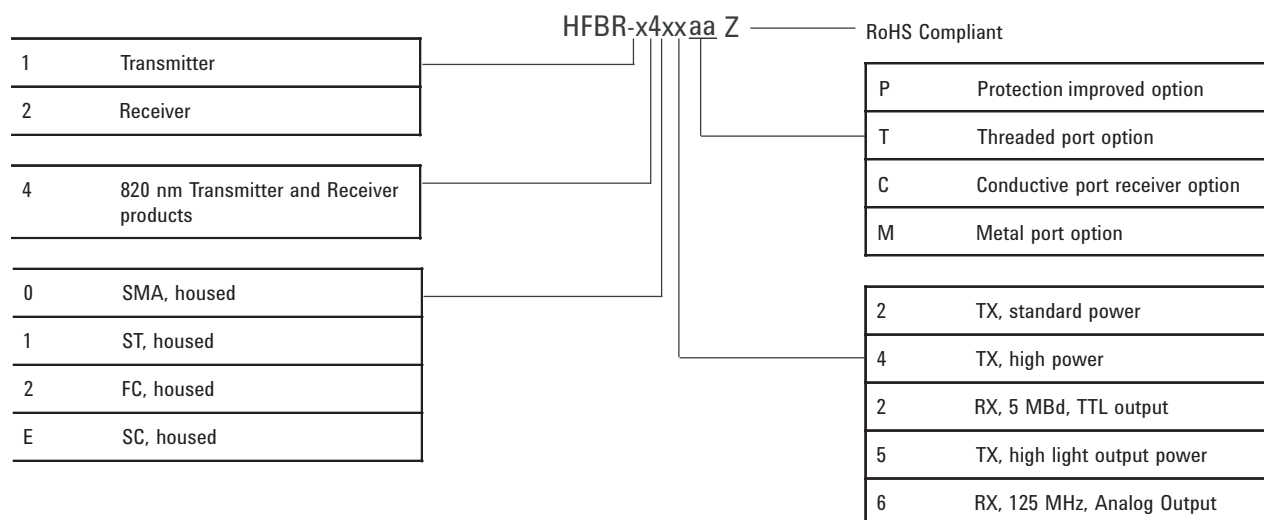 HFBR-x4xxaa Z
RoHS Compliant
1 Transmitter
2 Receiver
4 820 nm Transmitter and Receiver
products
0 SMA, housed
1 ST, housed
2 FC, housed
E SC, housed
P Protection improved option
T Threaded port option
C Conductive port receiver option
M Metal port option
2 TX, standard power
4 TX, high power
2 RX, 5 MBd, TTL output
5 TX, high light output power
6 RX, 125 MHz, Analog Output